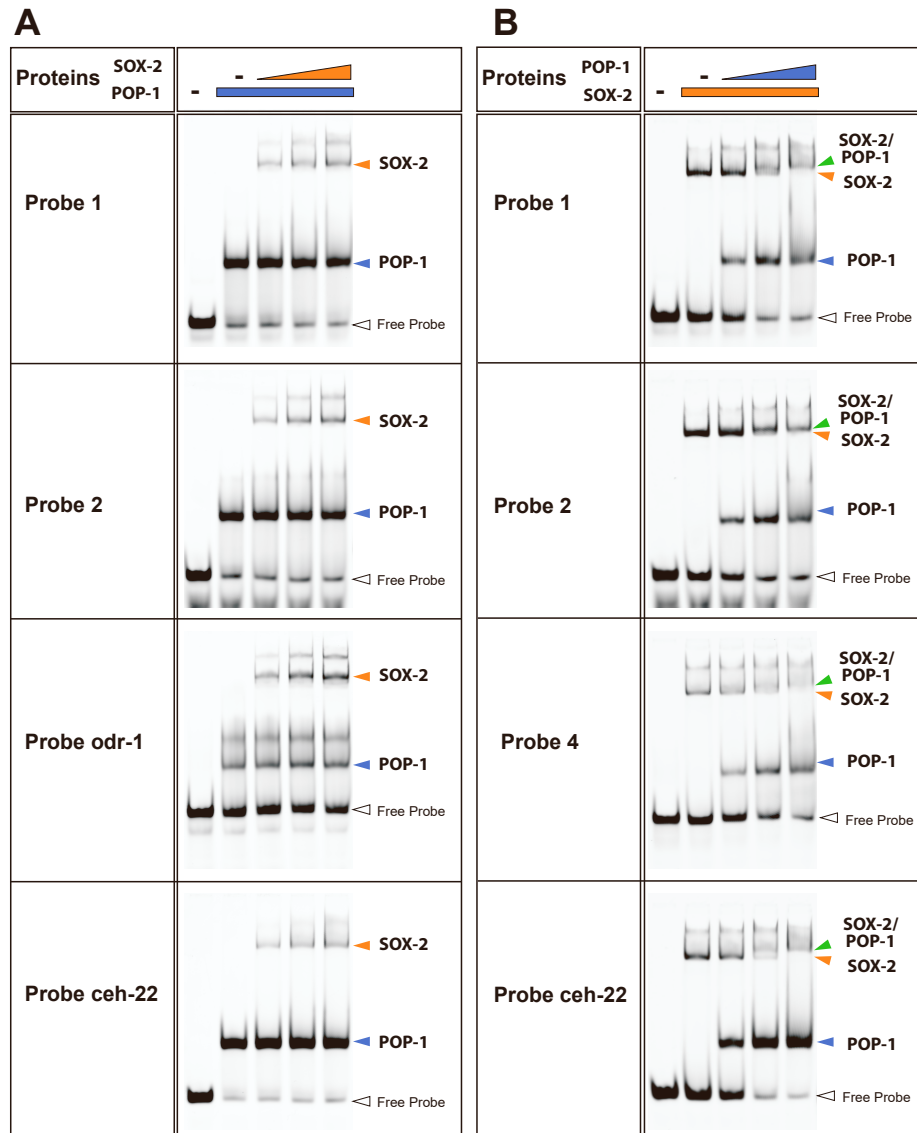 A
Proteins
SOX-2
POP-1
-
-
Probe 1
SOX-2
POP-1
Free Probe
Probe 2
SOX-2
POP-1
Free Probe
Probe odr-1
SOX-2
POP-1
Free Probe
Probe ceh-22
SOX-2
POP-1
Free Probe
B
Proteins
POP-1
SOX-2
-
-
Probe 1
SOX-2/
POP-1
SOX-2
POP-1
Free Probe
Probe 2
SOX-2/
POP-1
SOX-2
POP-1
Free Probe
Probe 4
SOX-2/
POP-1
SOX-2
POP-1
Free Probe
Probe ceh-22
SOX-2/
POP-1
SOX-2
POP-1
Free Probe